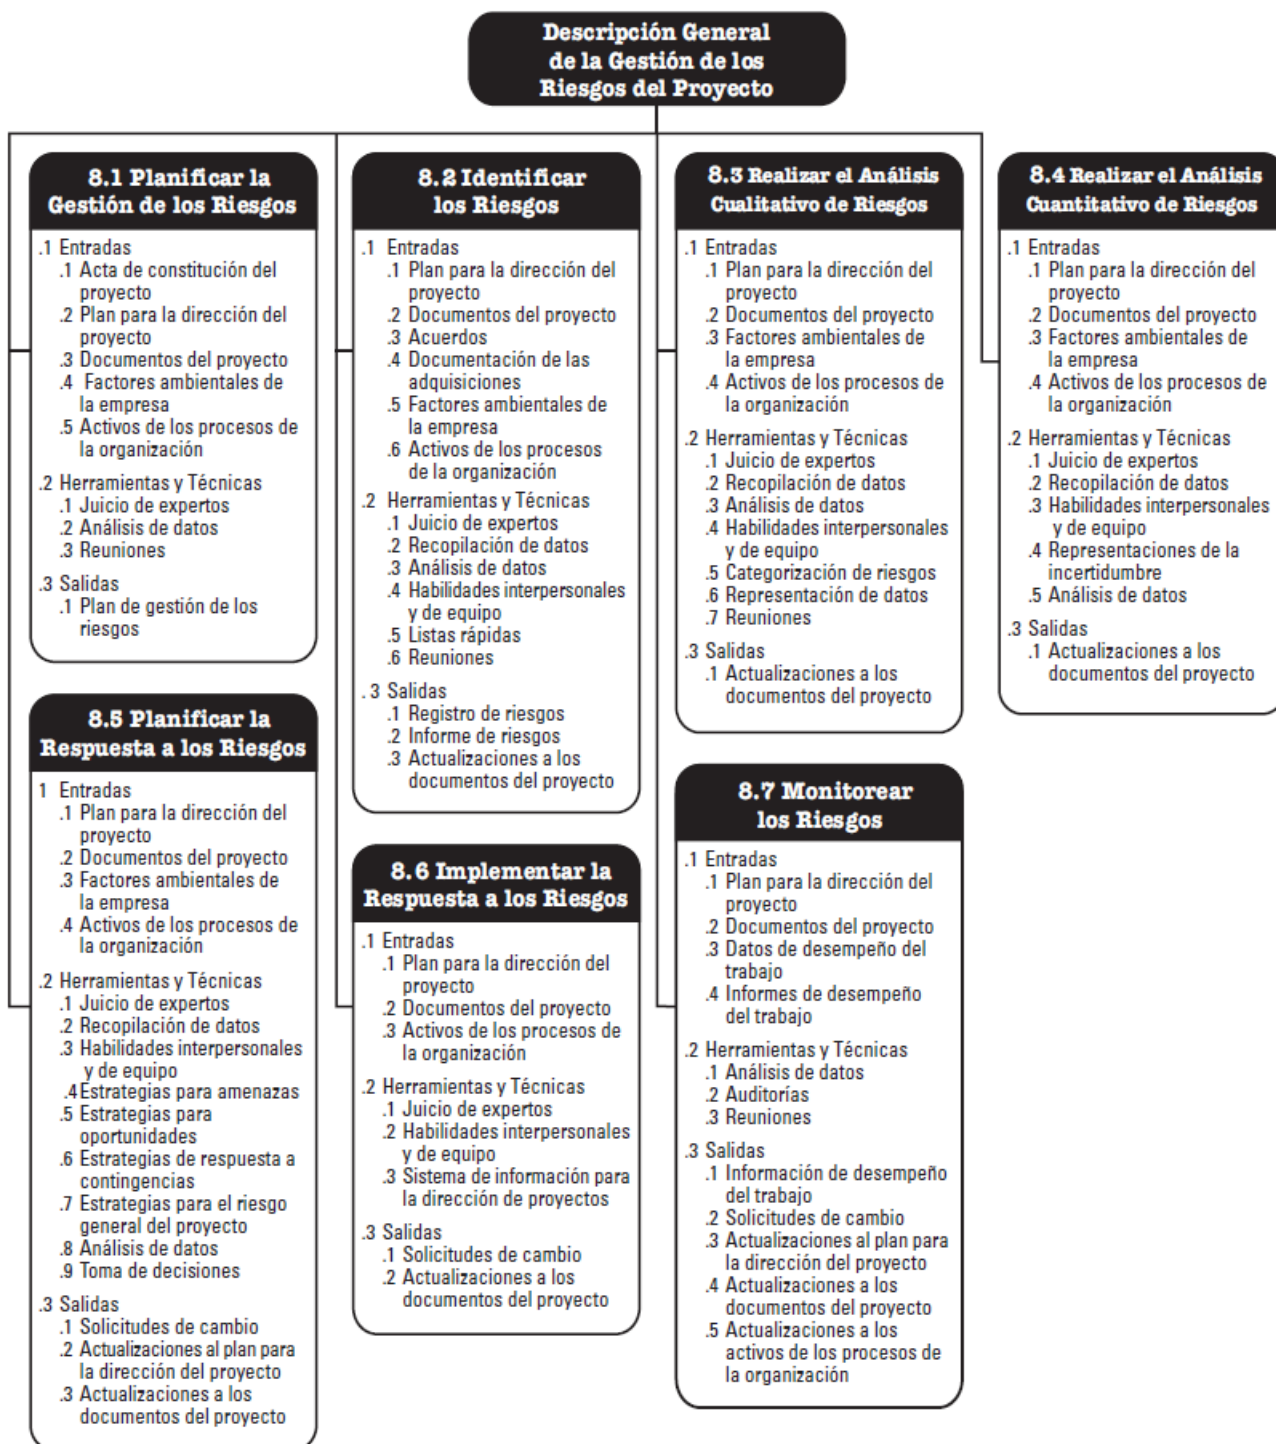 Descripción General
de la Gestión de los
Riesgos del Proyecto
8.1 Planificar la
Gestión de los Riesgos
.1 Entradas
.1 Acta de constitución del
proyecto
.2 Plan para la dirección del
proyecto
.3 Documentos del proyecto
.4 Factores ambientales de
la empresa
.5 Activos de los procesos de
la organización
.2 Herramientas y Técnicas
.1 Juicio de expertos
.2 Análisis de datos
.3 Reuniones
.3 Salidas
.1 Plan de gestión de los
riesgos
8.2 Identificar
los Riesgos
.1 Entradas
.1 Plan para la dirección del
proyecto
.2 Documentos del proyecto
.3 Acuerdos
.4 Documentación de las
adquisiciones
.5 Factores ambientales de
la empresa
.6 Activos de los procesos
de la organización
.2 Herramientas y Técnicas
.1 Juicio de expertos
.2 Recopilación de datos
.3 Análisis de datos
.4 Habilidades interpersonales
y de equipo
.5 Listas rápidas
.6 Reuniones
.3 Salidas
.1 Registro de riesgos
.2 Informe de riesgos
.3 Actualizaciones a los
documentos del proyecto
8.3 Realizar el Análisis
Cualitativo de Riesgos
.1 Entradas
.1 Plan para la dirección del
proyecto
.2 Documentos del proyecto
.3 Factores ambientales de
la empresa
.4 Activos de los procesos de
la organización
.2 Herramientas y Técnicas
.1 Juicio de expertos
.2 Recopilación de datos
.3 Análisis de datos
.4 Habilidades interpersonales
y de equipo
.5 Categorización de riesgos
.6 Representación de datos
.7 Reuniones
.3 Salidas
.1 Actualizaciones a los
documentos del proyecto
8.4 Realizar el Análisis
Cuantitativo de Riesgos
.1 Entradas
.1 Plan para la dirección del
proyecto
.2 Documentos del proyecto
.3 Factores ambientales de
la empresa
.4 Activos de los procesos de
la organización
.2 Herramientas y Técnicas
.1 Juicio de expertos
.2 Recopilación de datos
.3 Habilidades interpersonales
y de equipo
.4 Representaciones de la
incertidumbre
.5 Análisis de datos
.3 Salidas
.1 Actualizaciones a los
documentos del proyecto
8.5 Planificar la
Respuesta a los Riesgos
1 Entradas
.1 Plan para la dirección del
proyecto
.2 Documentos del proyecto
.3 Factores ambientales de
la empresa
.4 Activos de los procesos de
la organización
.2 Herramientas y Técnicas
.1 Juicio de expertos
.2 Recopilación de datos
.3 Habilidades interpersonales
y de equipo
.4 Estrategias para amenazas
.5 Estrategias para
oportunidades
.6 Estrategias de respuesta a
contingencias
.7 Estrategias para el riesgo
general del proyecto
.8 Análisis de datos
.9 Toma de decisiones
.3 Salidas
.1 Solicitudes de cambio
.2 Actualizaciones al plan para
la dirección del proyecto
.3 Actualizaciones a los
documentos del proyecto
8.6 Implementar la
Respuesta a los Riesgos
.1 Entradas
.1 Plan para la dirección del
proyecto
.2 Documentos del proyecto
.3 Activos de los procesos de
la organización
.2 Herramientas y Técnicas
.1 Juicio de expertos
.2 Habilidades interpersonales
y de equipo
.3 Sistema de información para
la dirección de proyectos
.3 Salidas
.1 Solicitudes de cambio
.2 Actualizaciones a los
documentos del proyecto
8.7 Monitorear
los Riesgos
.1 Entradas
.1 Plan para la dirección del
proyecto
.2 Documentos del proyecto
.3 Datos de desempeño del
trabajo
.4 Informes de desempeño
del trabajo
.2 Herramientas y Técnicas
.1 Análisis de datos
.2 Auditorías
.3 Reuniones
.3 Salidas
.1 Información de desempeño
del trabajo
.2 Solicitudes de cambio
.3 Actualizaciones al plan para
la dirección del proyecto
.4 Actualizaciones a los
documentos del proyecto
.5 Actualizaciones a los
activos de los procesos de
la organización